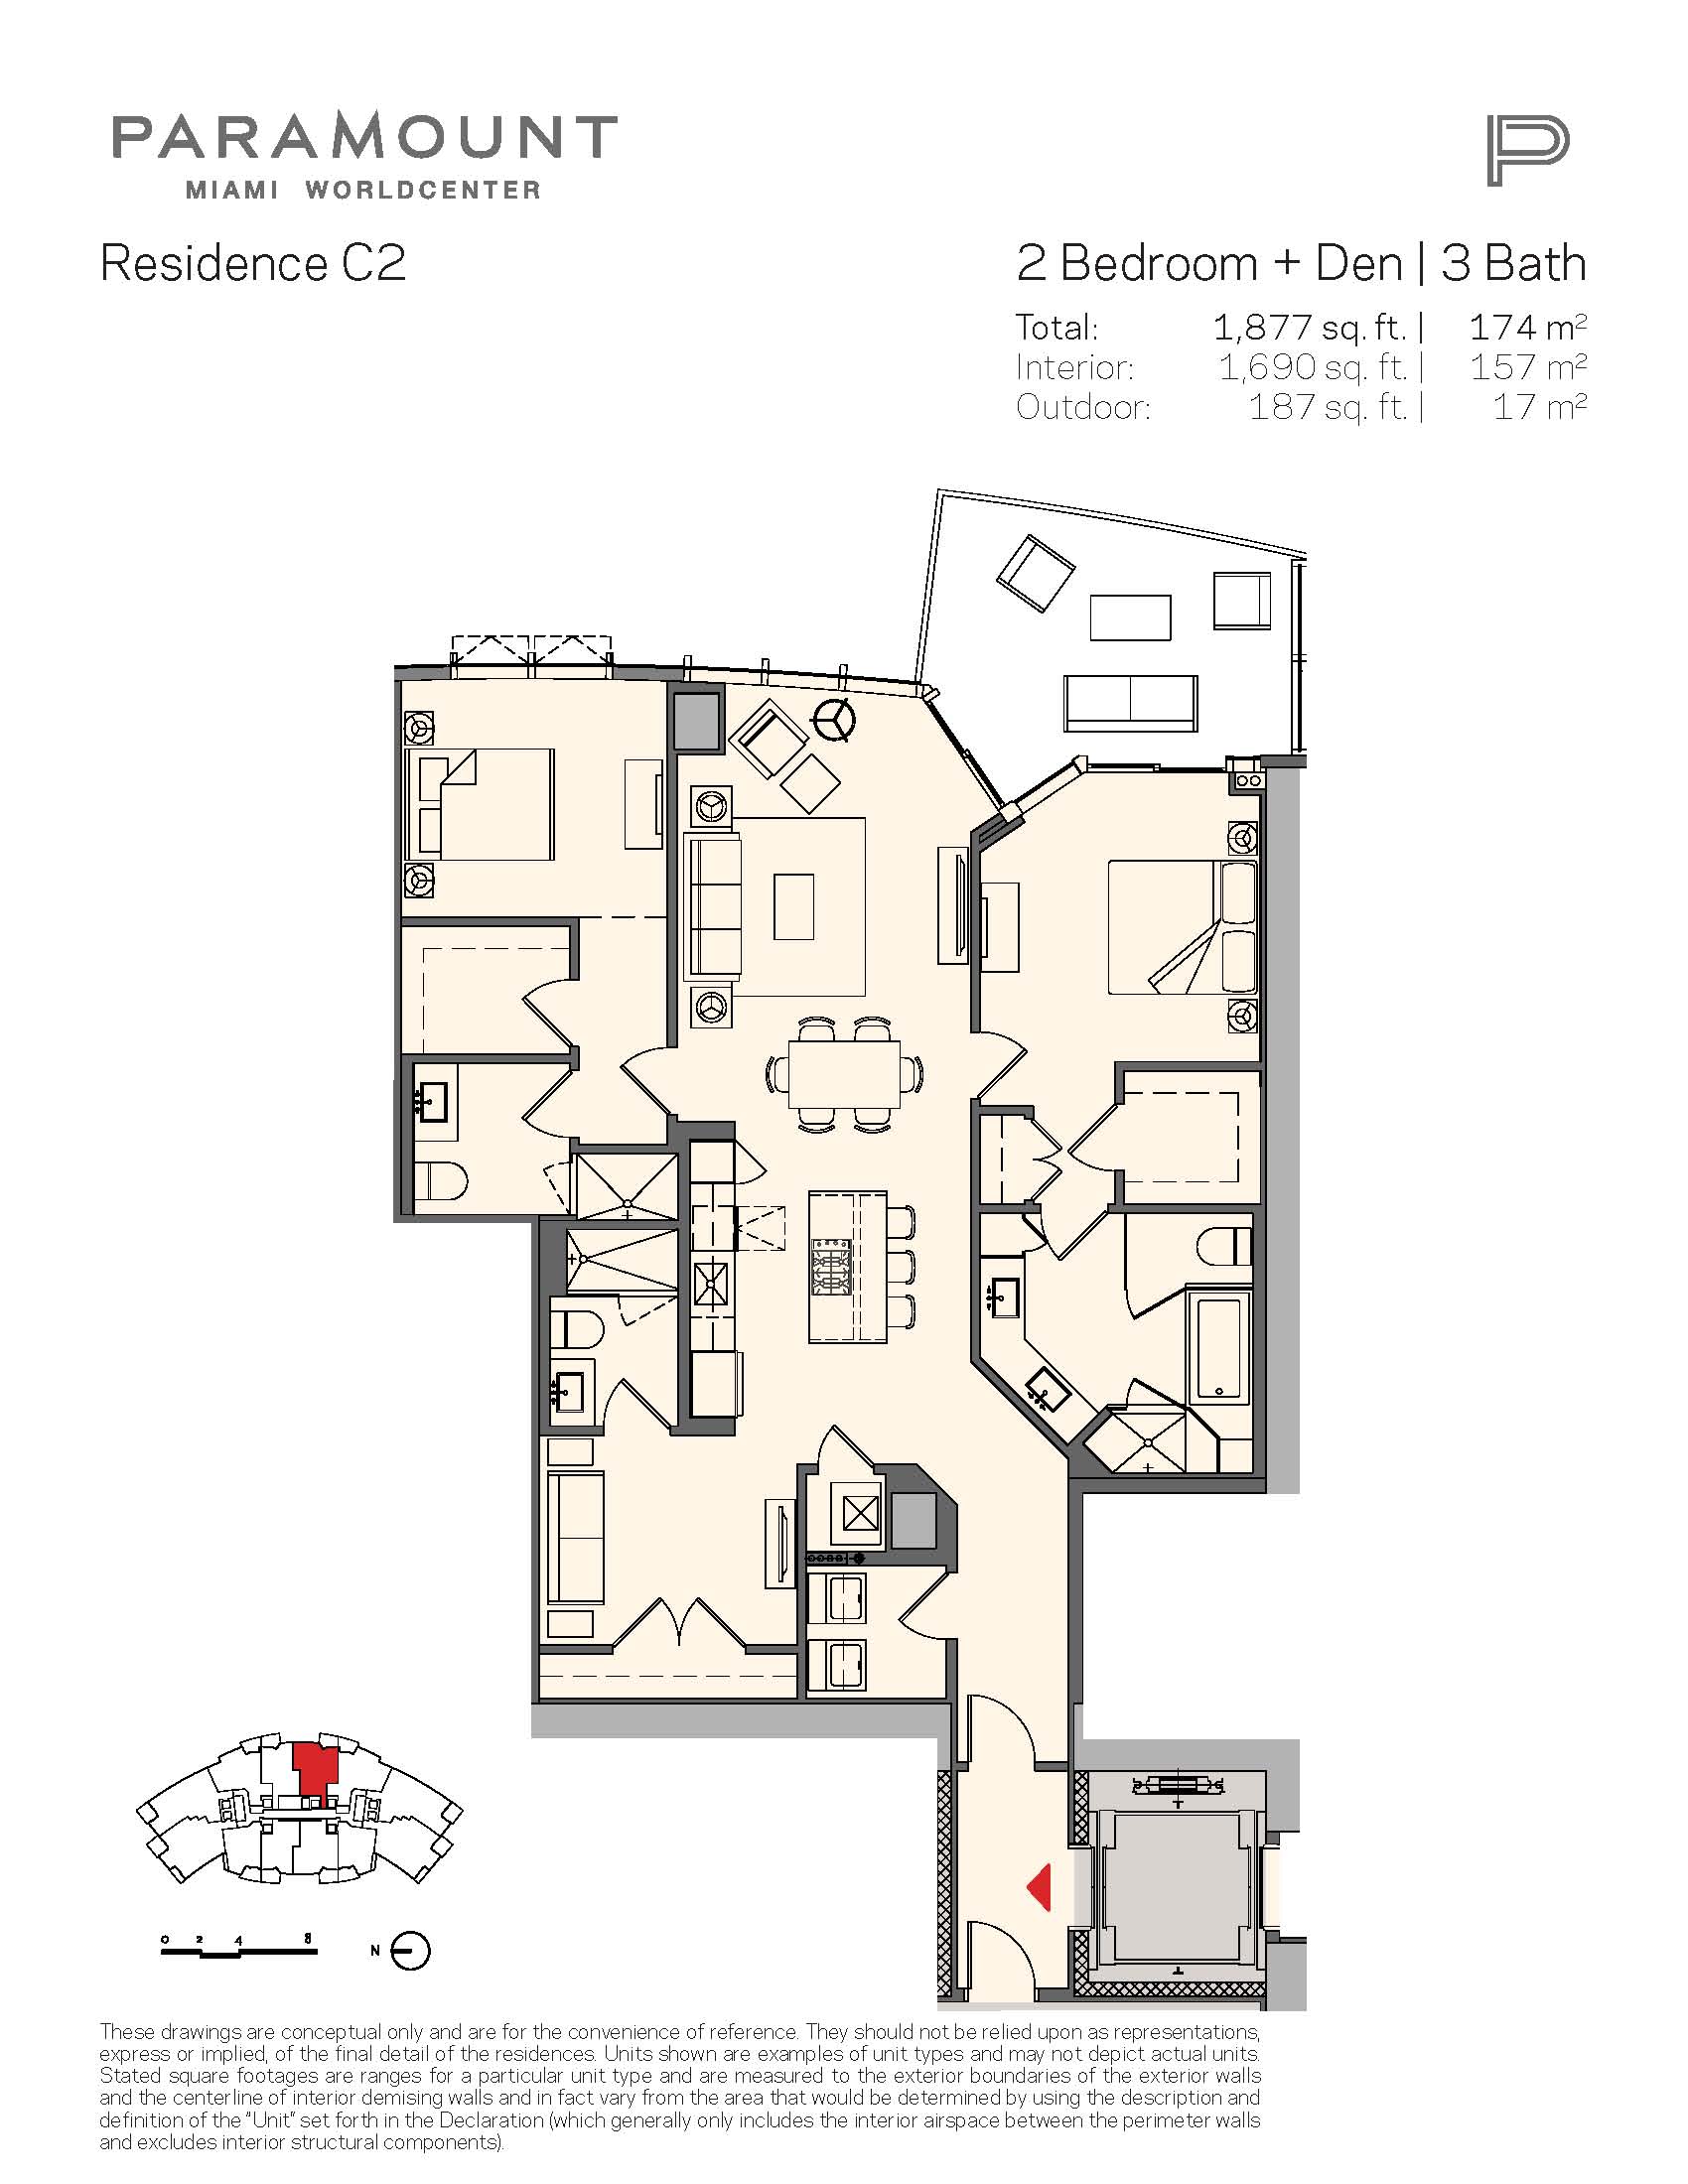 PARAMOUNT
MIAMI WORLDCENTER
P
Residence C2
2 Bedroom + Den | 3 Bath
Total: 1,877 sq. ft. | 174 m²
Interior: 1,690 sq. ft. | 157 m²
Outdoor: 187 sq. ft. | 17 m²
0 2 4 8
N
These drawings are conceptual only and are for the convenience of reference. They should not be relied upon as representations,
express or implied, of the final detail of the residences. Units shown are examples of unit types and may not depict actual units.
Stated square footages are ranges for a particular unit type and are measured to the exterior boundaries of the exterior walls
and the centerline of interior demising walls and in fact vary from the area that would be determined by using the description and
definition of the “Unit” set forth in the Declaration (which generally only includes the interior airspace between the perimeter walls
and excludes interior structural components).